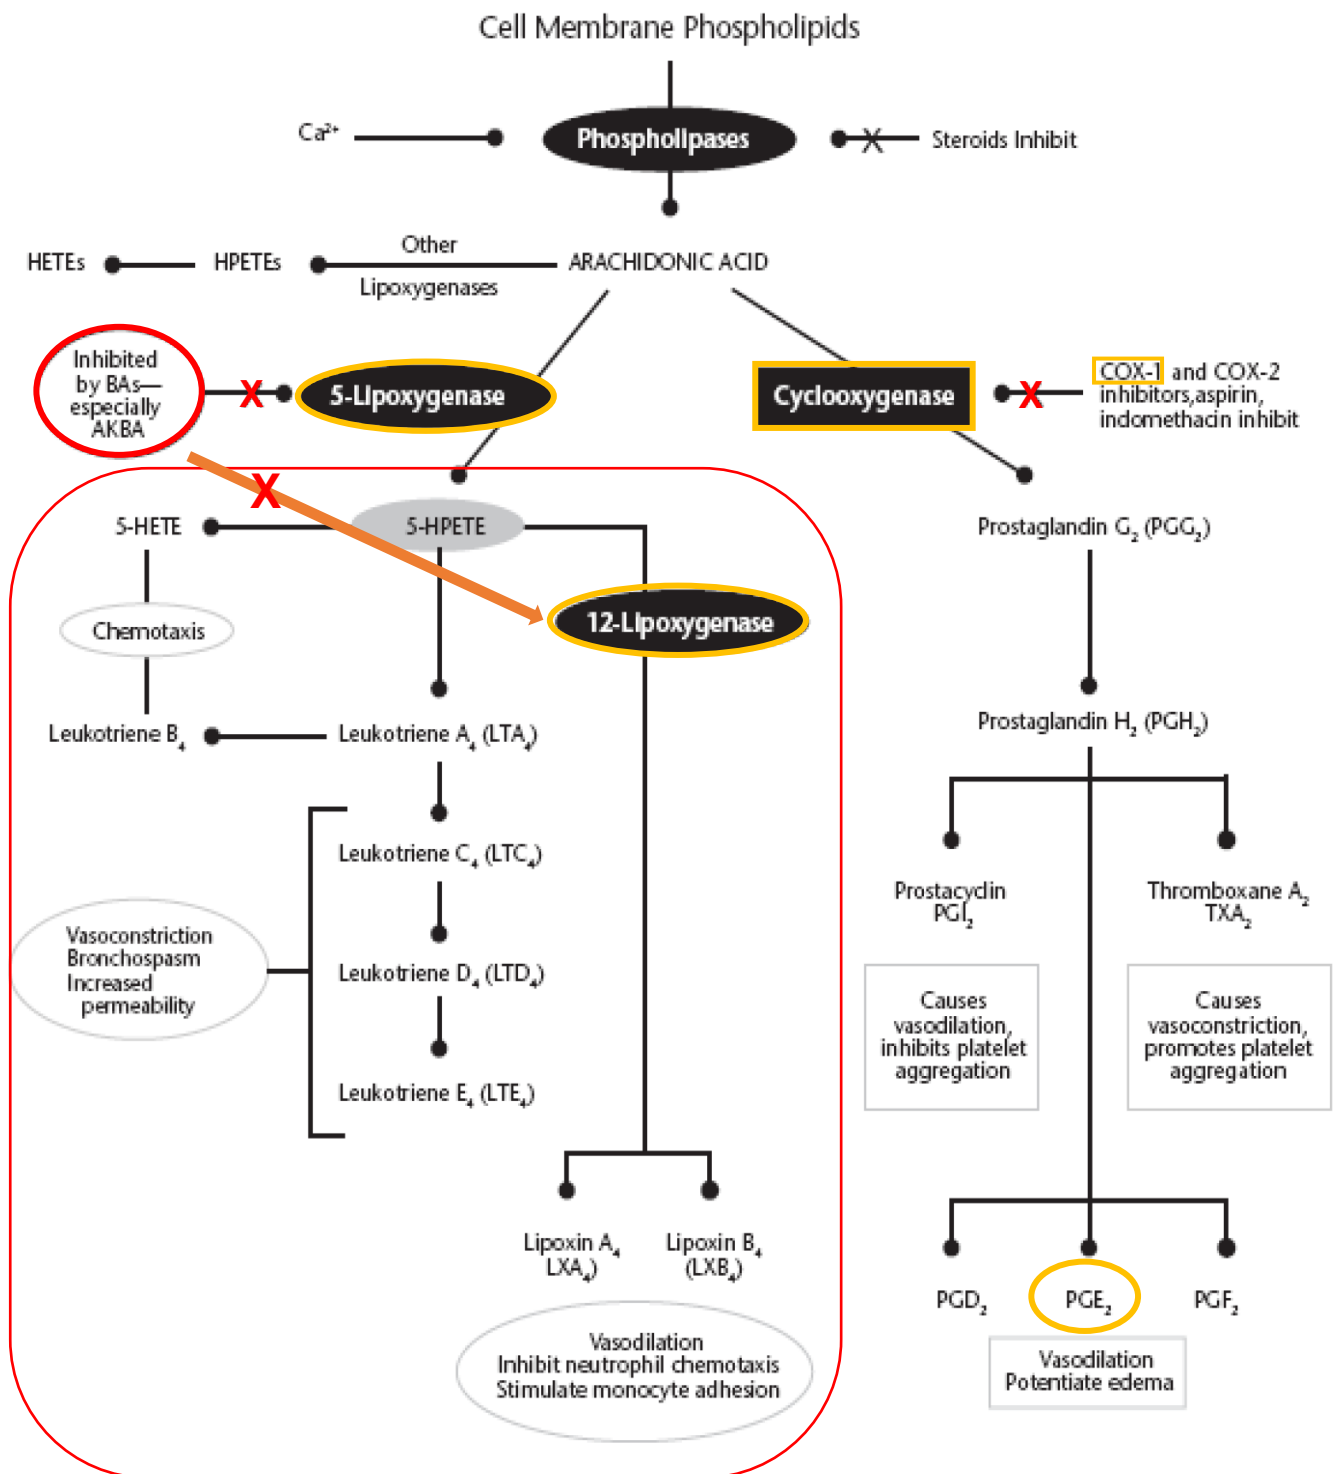 Cell Membrane Phospholipids
Ca²⁺
Phospholipases
X
Steroids Inhibit
HETEs
HPETEs
Other
Lipoxygenases
ARACHIDONIC ACID
Inhibited
by BAs—
especially
AKBA
X
5-Lipoxygenase
Cyclooxygenase
X
COX-1 and COX-2
inhibitors,aspirin,
indomethacin inhibit
X
5-HETE
5-HPETE
Prostaglandin G₂ (PGG₂)
Chemotaxis
12-Lipoxygenase
Leukotriene B₄
Leukotriene A₄ (LTA₄)
Prostaglandin H₂ (PGH₂)
Leukotriene C₄ (LTC₄)
Prostacyclin
PGI₂
Thromboxane A₂
TXA₂
Vasoconstriction
Bronchospasm
Increased
permeability
Leukotriene D₄ (LTD₄)
Causes
vasodilation,
inhibits platelet
aggregation
Causes
vasoconstriction,
promotes platelet
aggregation
Leukotriene E₄ (LTE₄)
Lipoxin A₄
LXA₄)
Lipoxin B₄
(LXB₄)
PGD₂
PGE₂
PGF₂
Vasodilation
Inhibit neutrophil chemotaxis
Stimulate monocyte adhesion
Vasodilation
Potentiate edema